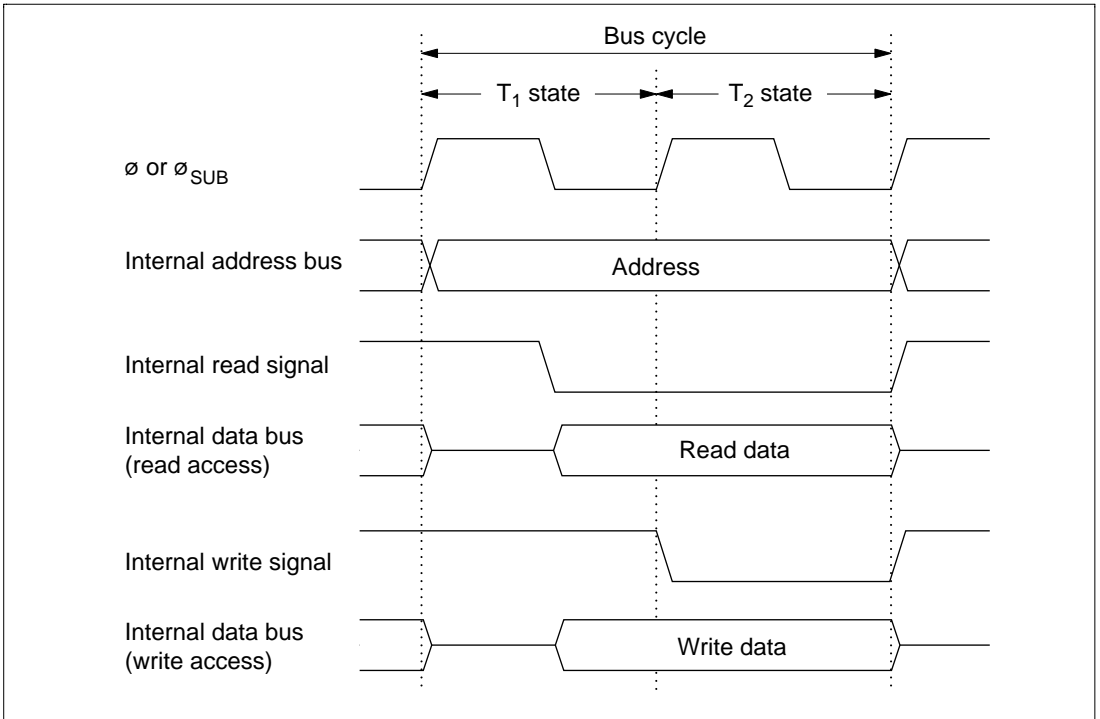 Bus cycle
T₁ state
T₂ state
ø or ø_SUB
Internal address bus
Address
Internal read signal
Internal data bus
(read access)
Read data
Internal write signal
Internal data bus
(write access)
Write data